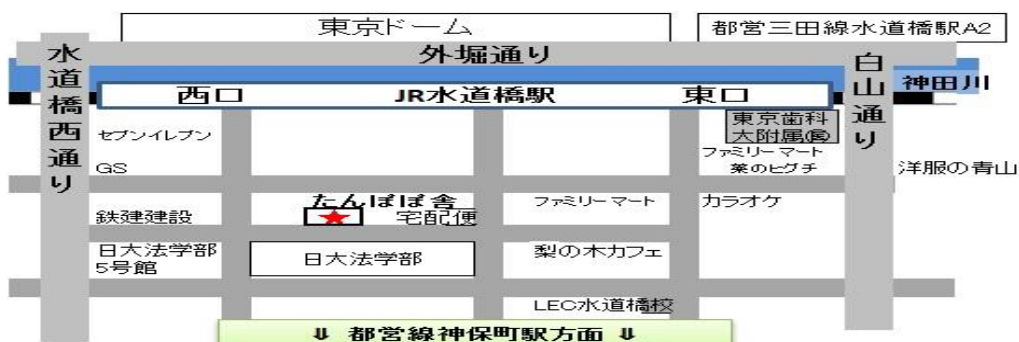 東京ドーム
都営三田線水道橋駅A2
外堀通り
水道橋西通り
白山通り
神田川
西口
JR水道橋駅
東口
東京歯科
大附属㊩
セブンイレブン
ファミリーマート
薬のヒグチ
GS
洋服の青山
たんぽぽ舎
鉄建建設
★
宅配便
ファミリーマート
カラオケ
日大法学部
5号館
日大法学部
梨の木カフェ
LEC水道橋校
⇓ 都営線神保町駅方面 ⇓